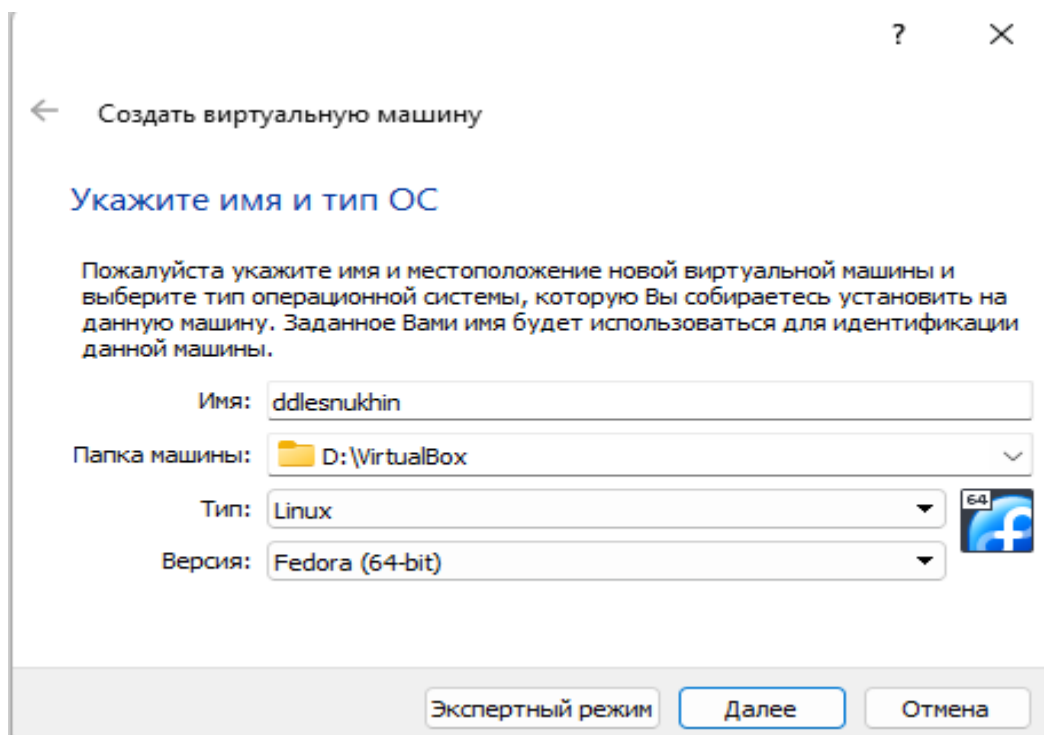 ?
Создать виртуальную машину
Укажите имя и тип ОС
Пожалуйста укажите имя и местоположение новой виртуальной машины и
выберите тип операционной системы, которую Вы собираетесь установить на
данную машину. Заданное Вами имя будет использоваться для идентификации
данной машины.
Имя: ddlesnukhin
Папка машины: D:\VirtualBox
Тип: Linux
64
Версия: Fedora (64-bit)
Экспертный режим Далее Отмена